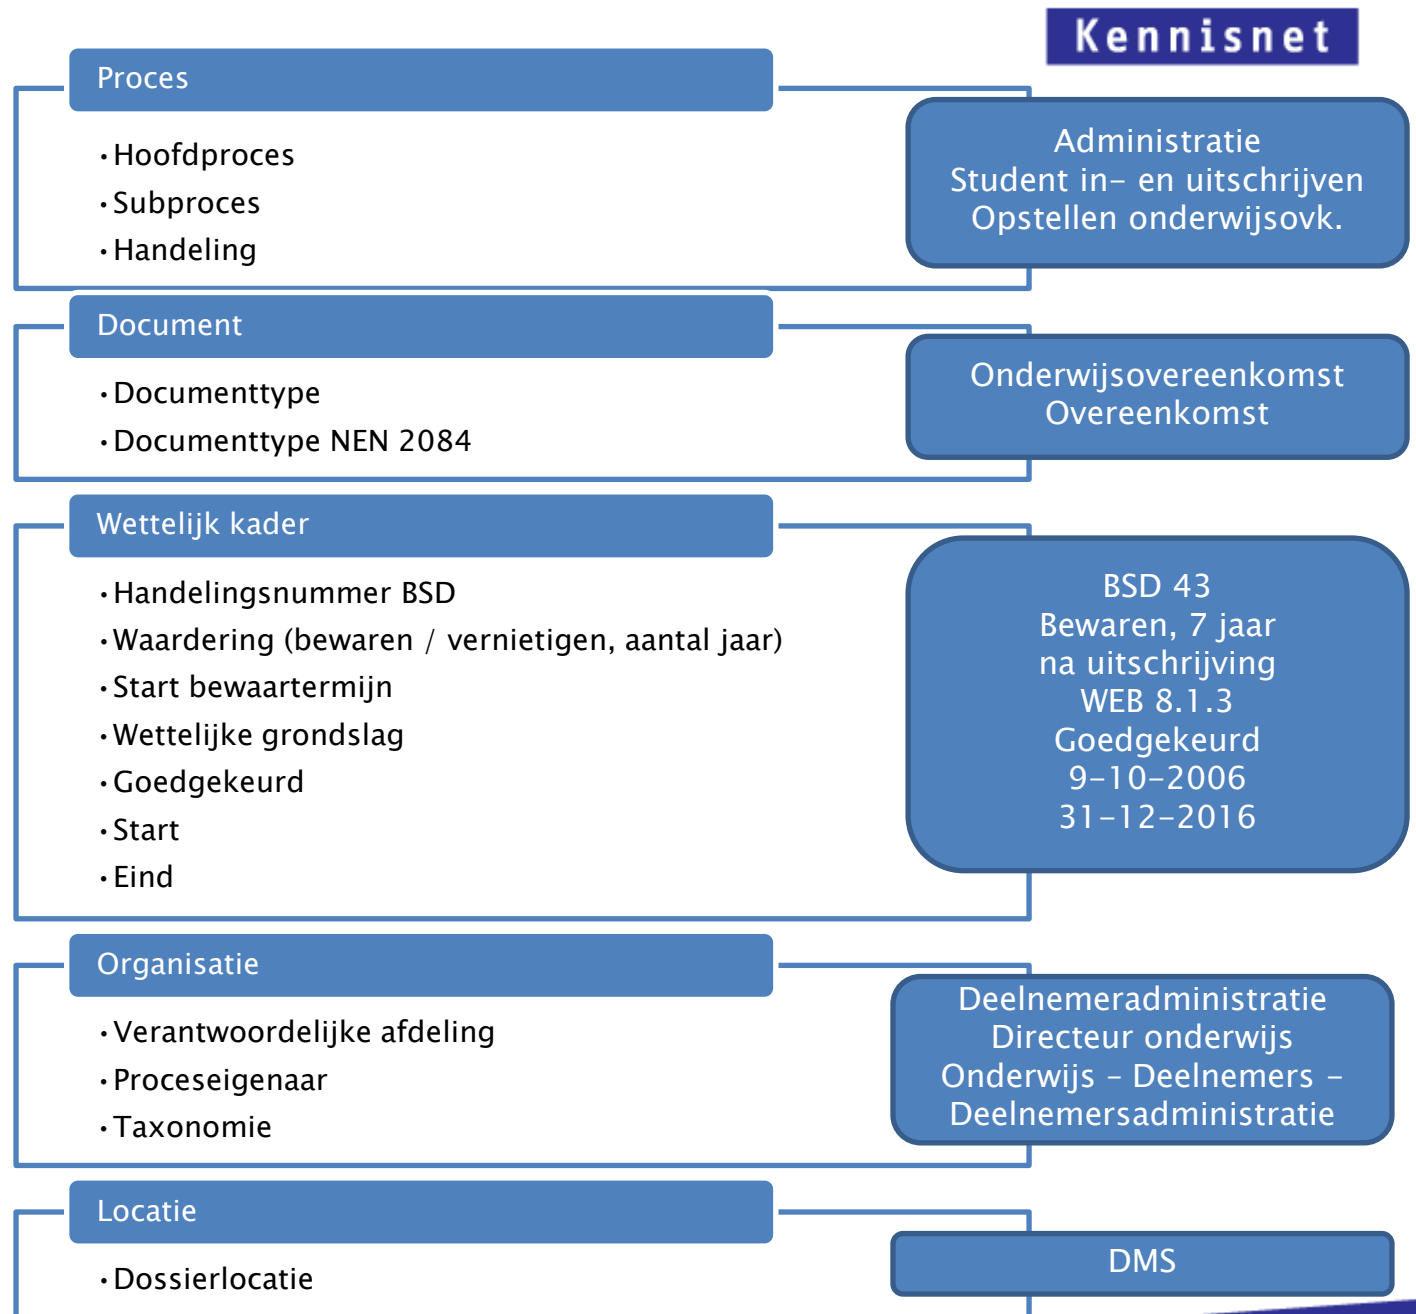 Kennisnet
Proces
•Hoofdproces
•Subproces
•Handeling
Administratie
Student in- en uitschrijven
Opstellen onderwijsovk.
Document
•Documenttype
•Documenttype NEN 2084
Onderwijsovereenkomst
Overeenkomst
Wettelijk kader
•Handelingsnummer BSD
•Waardering (bewaren / vernietigen, aantal jaar)
•Start bewaartermijn
•Wettelijke grondslag
•Goedgekeurd
•Start
•Eind
BSD 43
Bewaren, 7 jaar
na uitschrijving
WEB 8.1.3
Goedgekeurd
9-10-2006
31-12-2016
Organisatie
•Verantwoordelijke afdeling
•Proceseigenaar
•Taxonomie
Deelnemeradministratie
Directeur onderwijs
Onderwijs – Deelnemers -
Deelnemersadministratie
Locatie
•Dossierlocatie
DMS